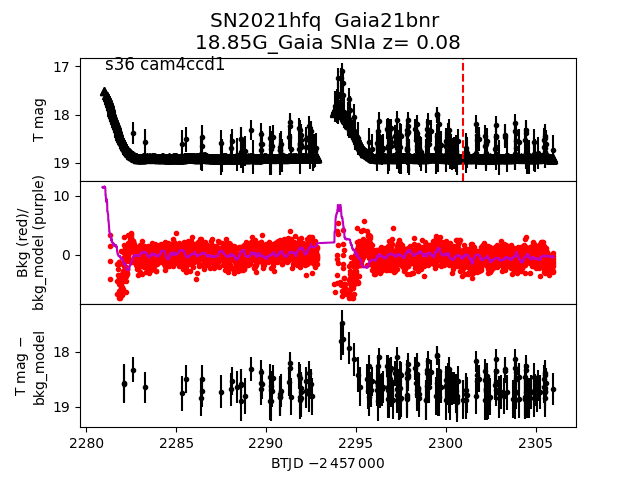 SN2021hfq Gaia21bnr
18.85G_Gaia SNIa z= 0.08
s36 cam4ccd1
T mag
17
18
19
Bkg (red)/
bkg_model (purple)
10
0
T mag −
bkg_model
18
19
2280
2285
2290
2295
2300
2305
BTJD −2 457 000